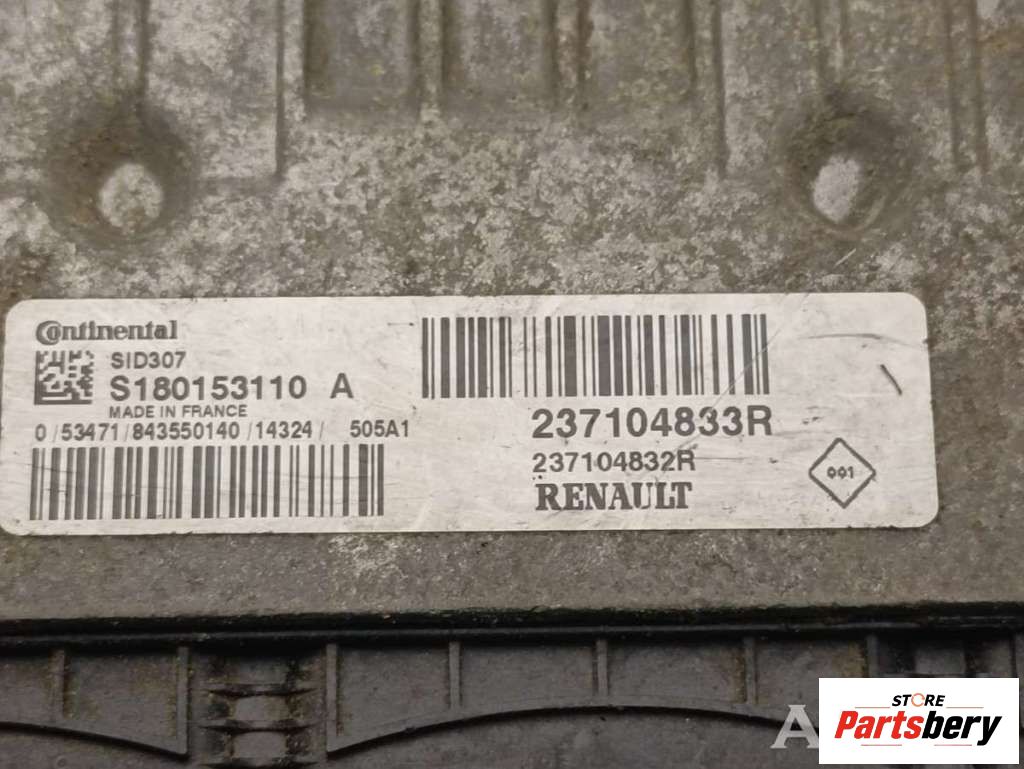 Continental
SID307
S180153110 A
MADE IN FRANCE
0/53471/843550140/14324/ 505A1
237104833R
237104832R
RENAULT
001
STORE
Partsbery
A